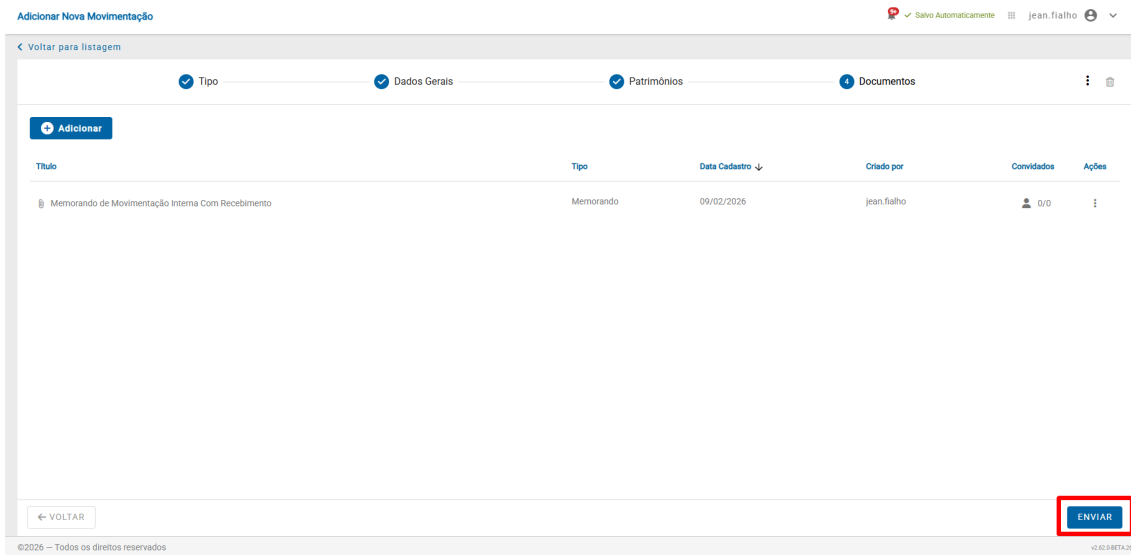 Adicionar Nova Movimentação
9+
Salvo Automaticamente
jean.fialho
Voltar para listagem
Tipo
Dados Gerais
Patrimônios
4 Documentos
Adicionar
Título Tipo Data Cadastro Criado por Convidados Ações
Memorando de Movimentação Interna Com Recebimento Memorando 09/02/2026 jean.fialho 0/0
VOLTAR
ENVIAR
©2026 — Todos os direitos reservados